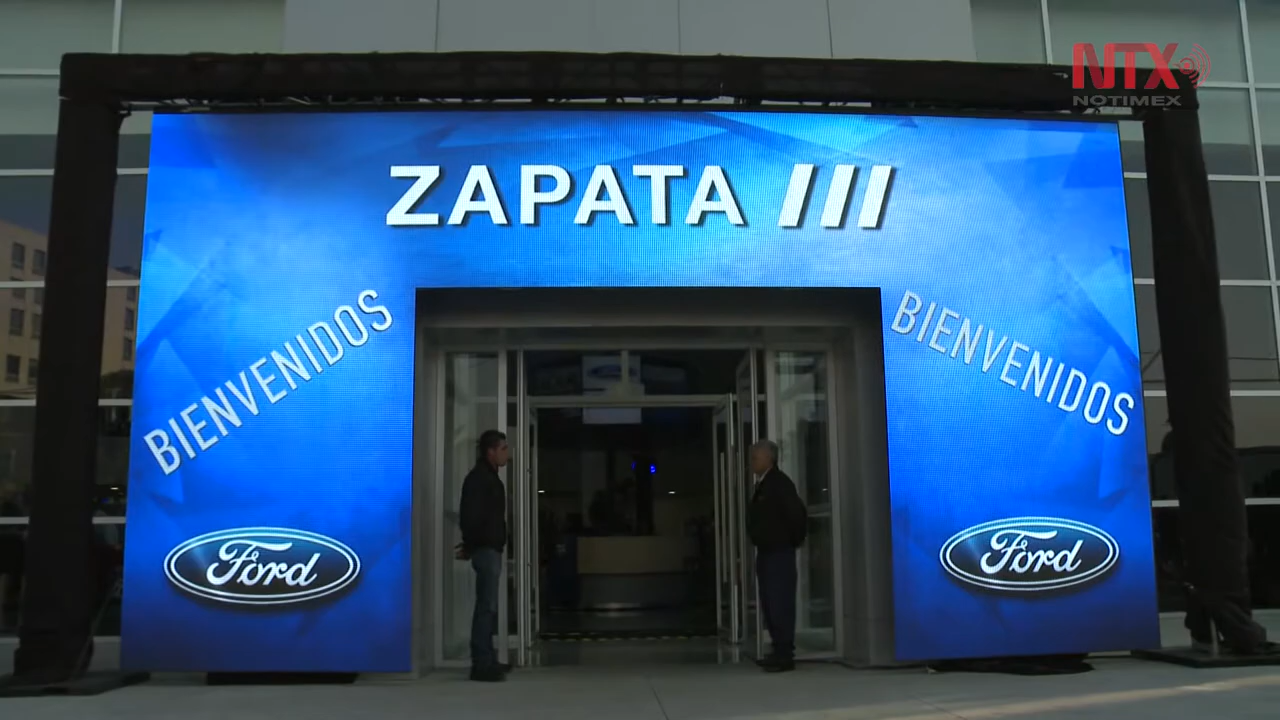 NTX
NOTIMEX
ZAPATA
BIENVENIDOS
BIENVENIDOS
Ford
Ford